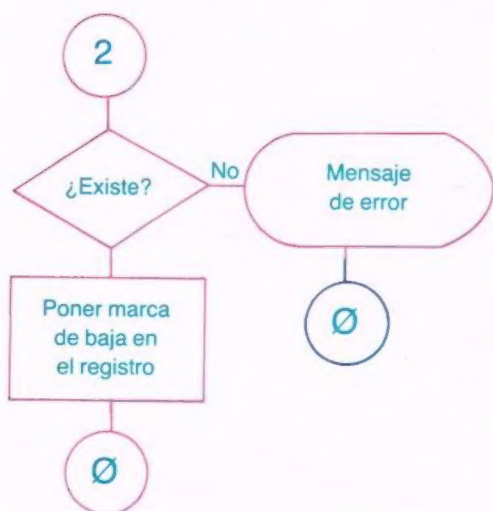 2
¿Existe?
No
Mensaje
de error
Ø
Poner marca
de baja en
el registro
Ø